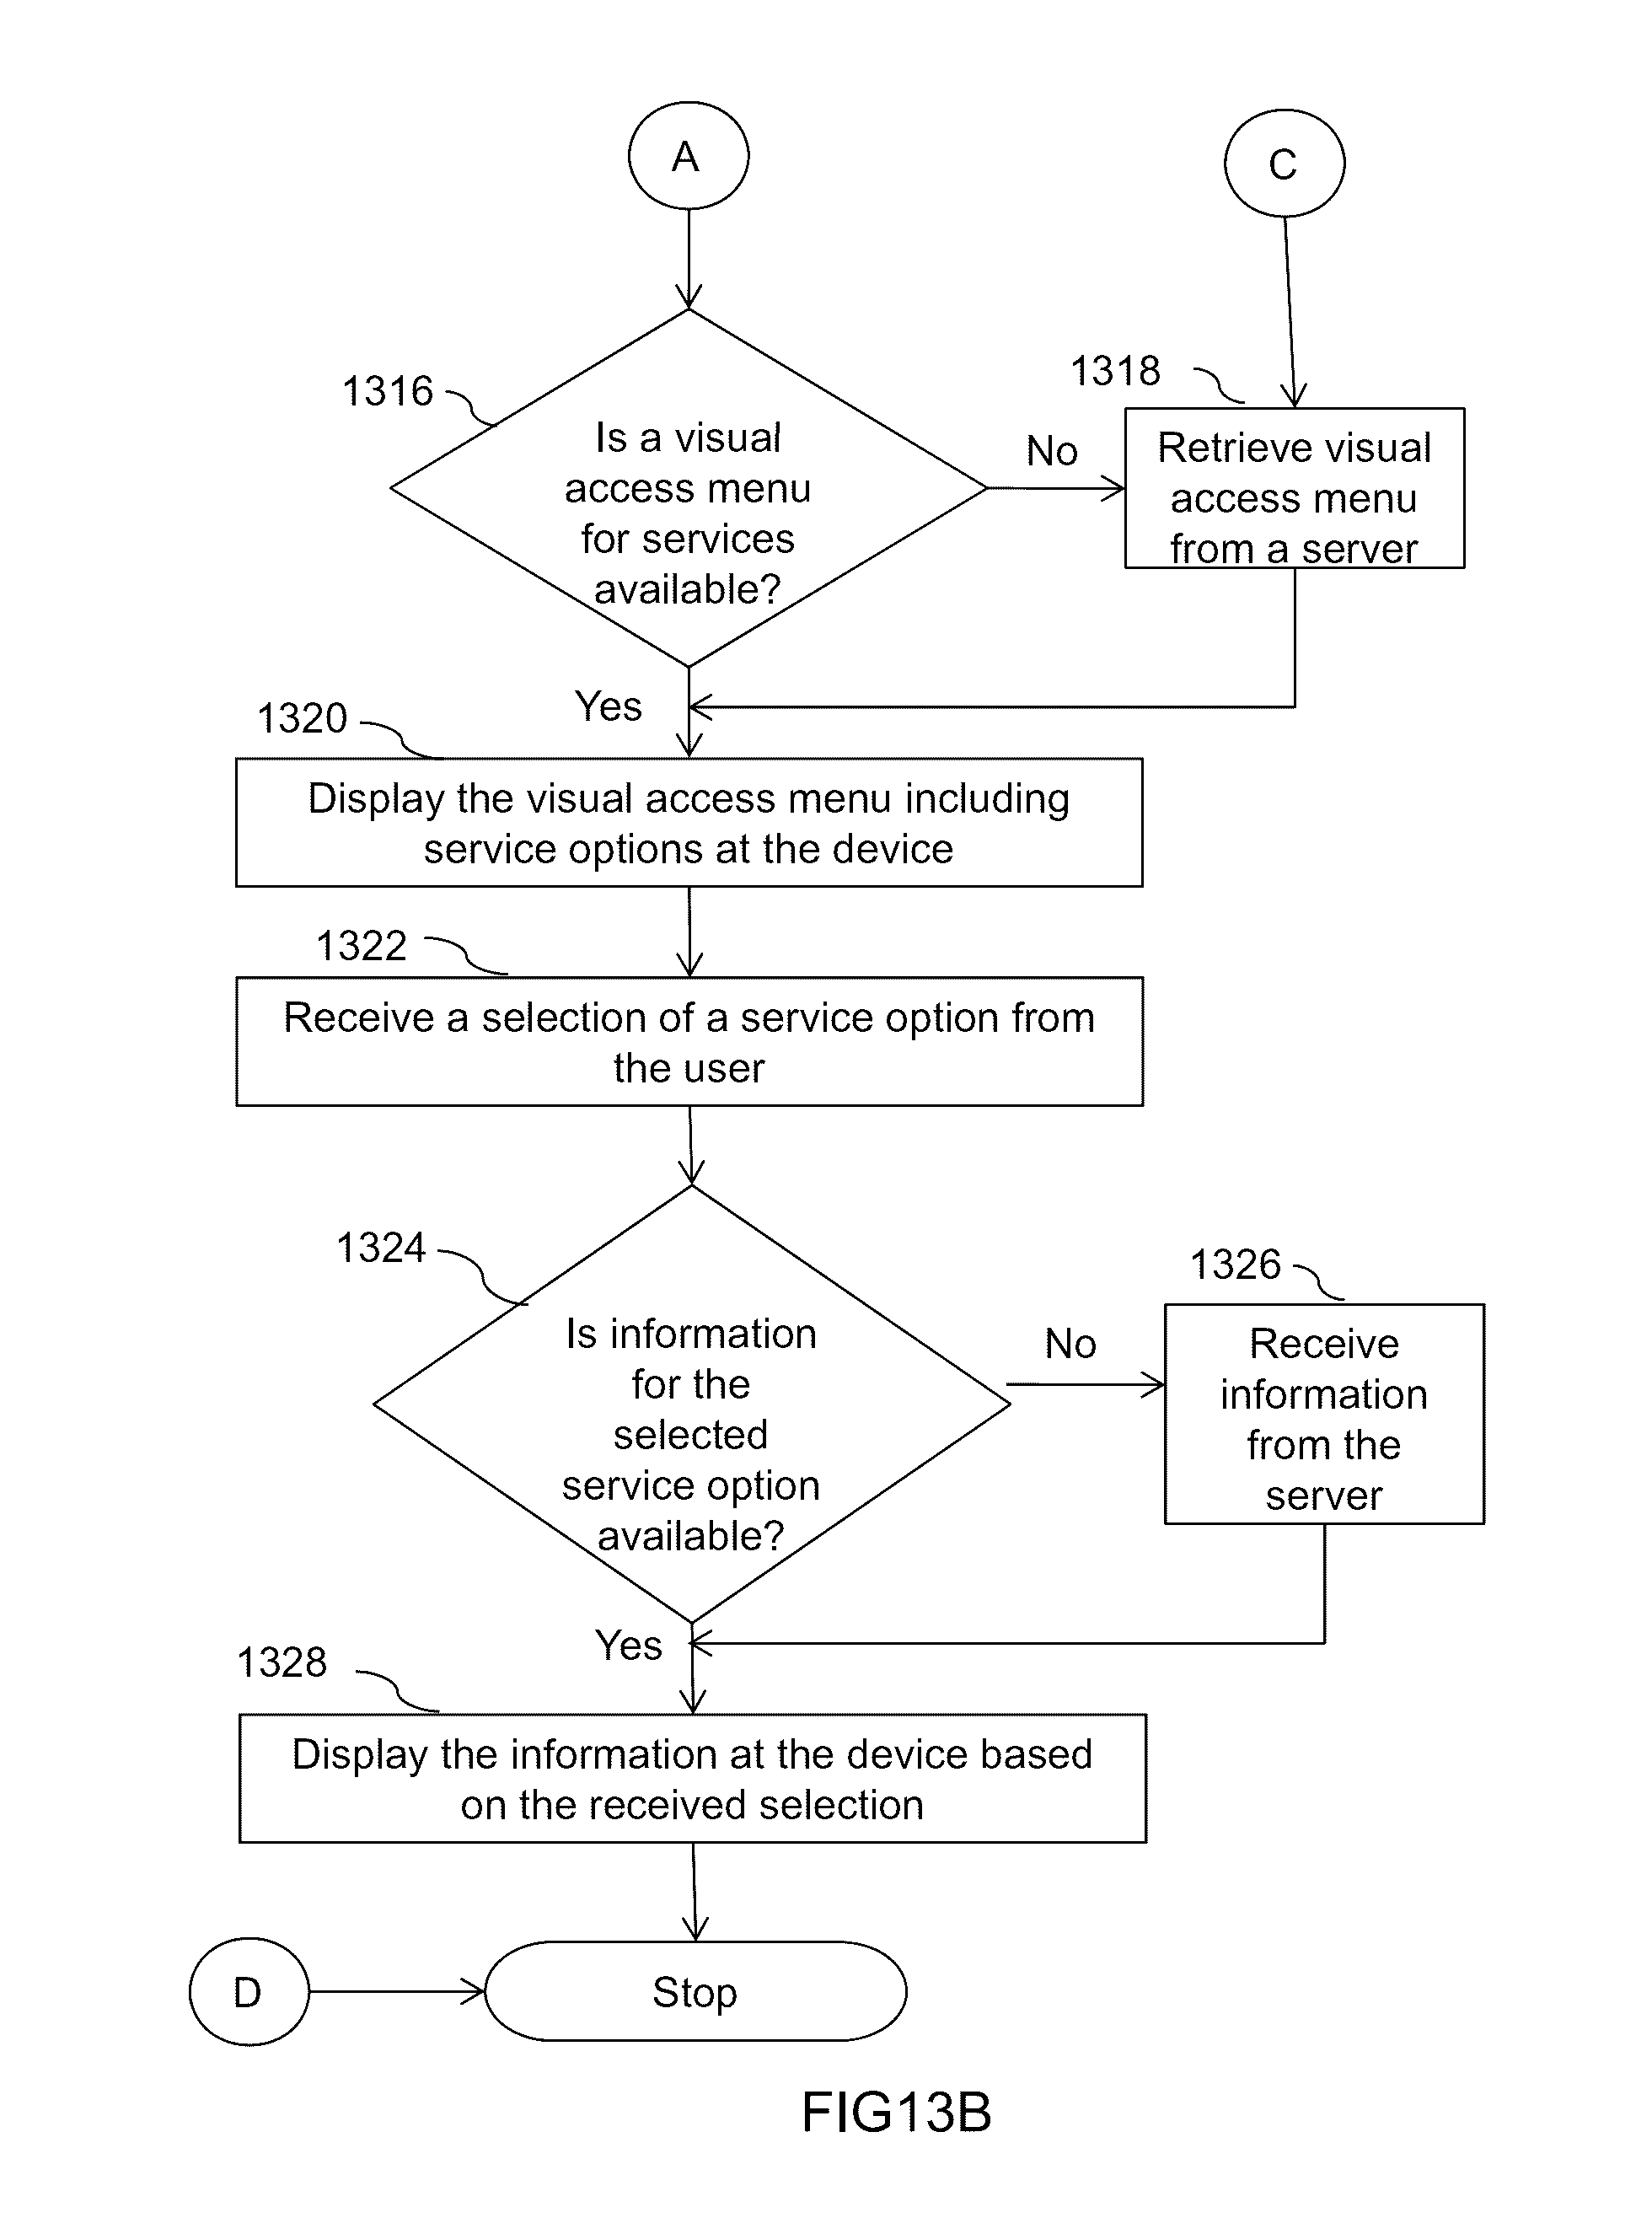 A
C
1316
1318
Is a visual
access menu
for services
available?
No
Retrieve visual
access menu
from a server
Yes
1320
Display the visual access menu including
service options at the device
1322
Receive a selection of a service option from
the user
1324
1326
Is information
for the
selected
service option
available?
No
Receive
information
from the
server
Yes
1328
Display the information at the device based
on the received selection
D
Stop
FIG13B